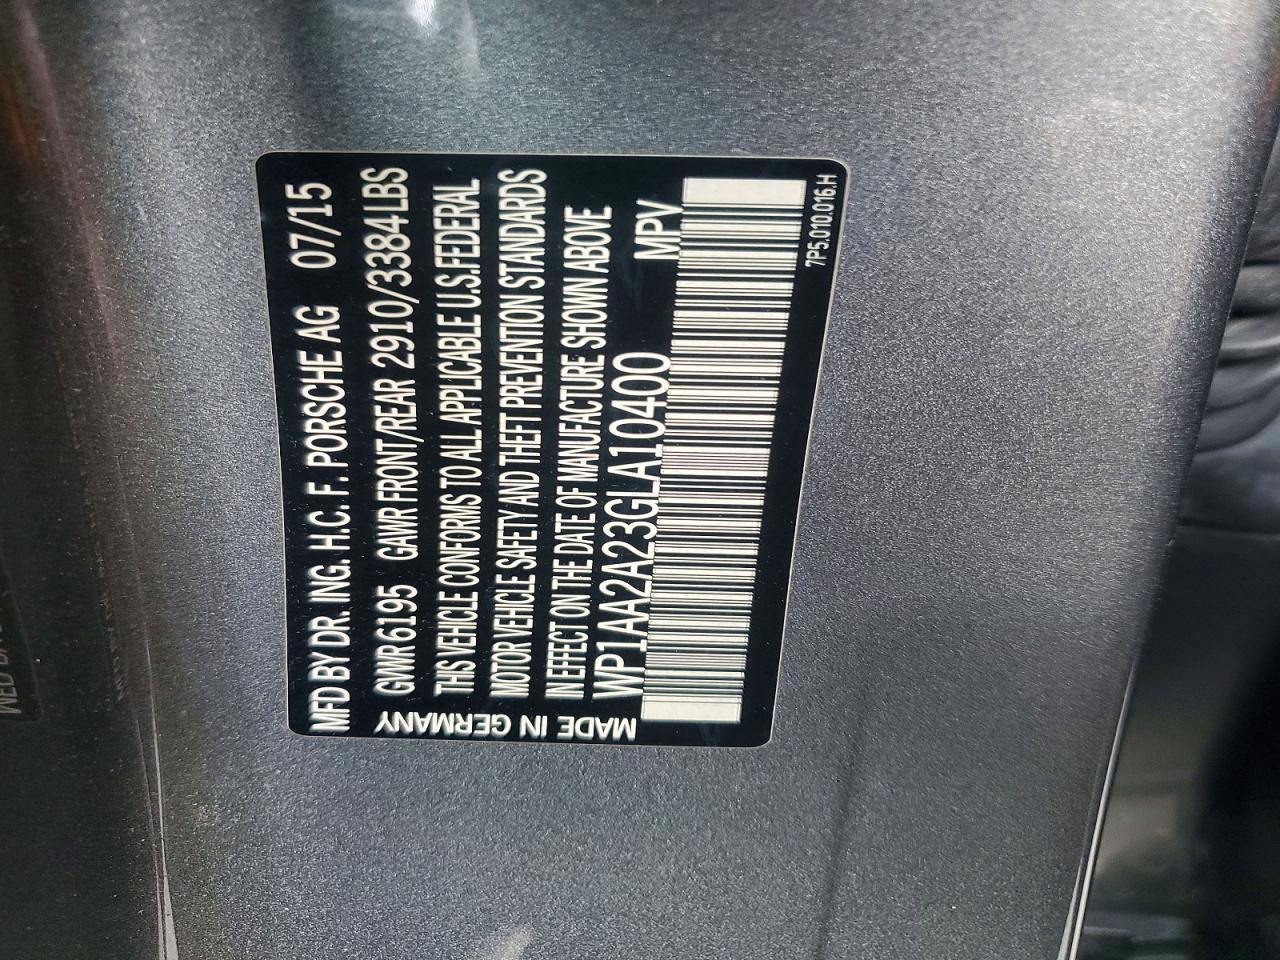 MFD BY DR. ING. H.C. F. PORSCHE AG 07/15
GWR 6195 GAWR FRONT/REAR 2910/3384 LBS
THIS VEHICLE CONFORMS TO ALL APPLICABLE U.S. FEDERAL
MOTOR VEHICLE SAFETY AND THEFT PREVENTION STANDARDS
IN EFFECT ON THE DATE OF MANUFACTURE SHOWN ABOVE
WP1AA2A23GLA10400 MPV
7P5.010.016.H
MADE IN GERMANY